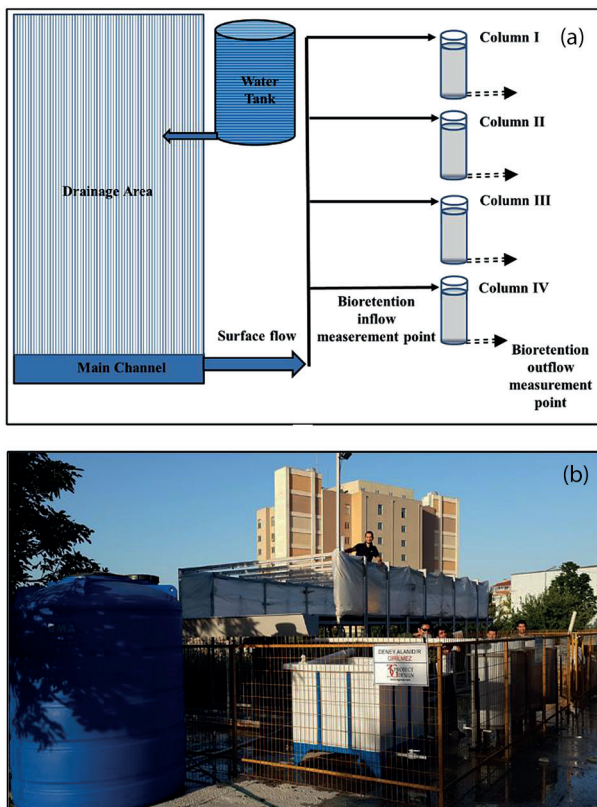 (a)
Water
Tank
Drainage Area
Main Channel
Surface flow
Bioretention
inflow
measerement point
Column I
Column II
Column III
Column IV
Bioretention
outflow
measurement
point
(b)
DENEY ALANIDIR
GİRİLMEZ